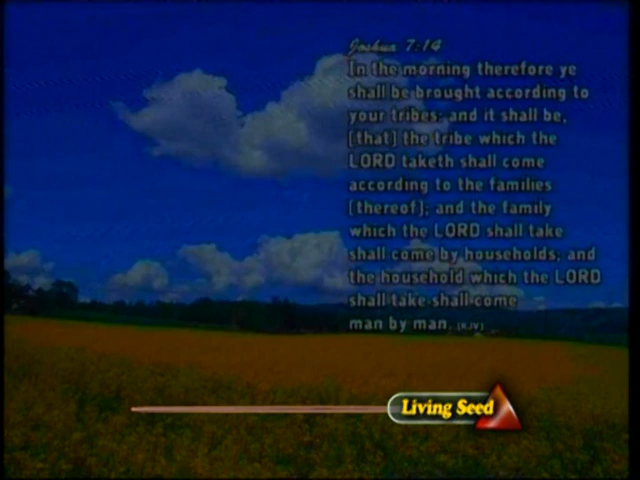 Joshua 7:14
In the morning therefore ye
shall be brought according to
your tribes: and it shall be,
[that] the tribe which the
LORD taketh shall come
according to the families
[thereof]; and the family
which the LORD shall take
shall come by households; and
the household which the LORD
shall take shall come
man by man. (KJV)
Living Seed